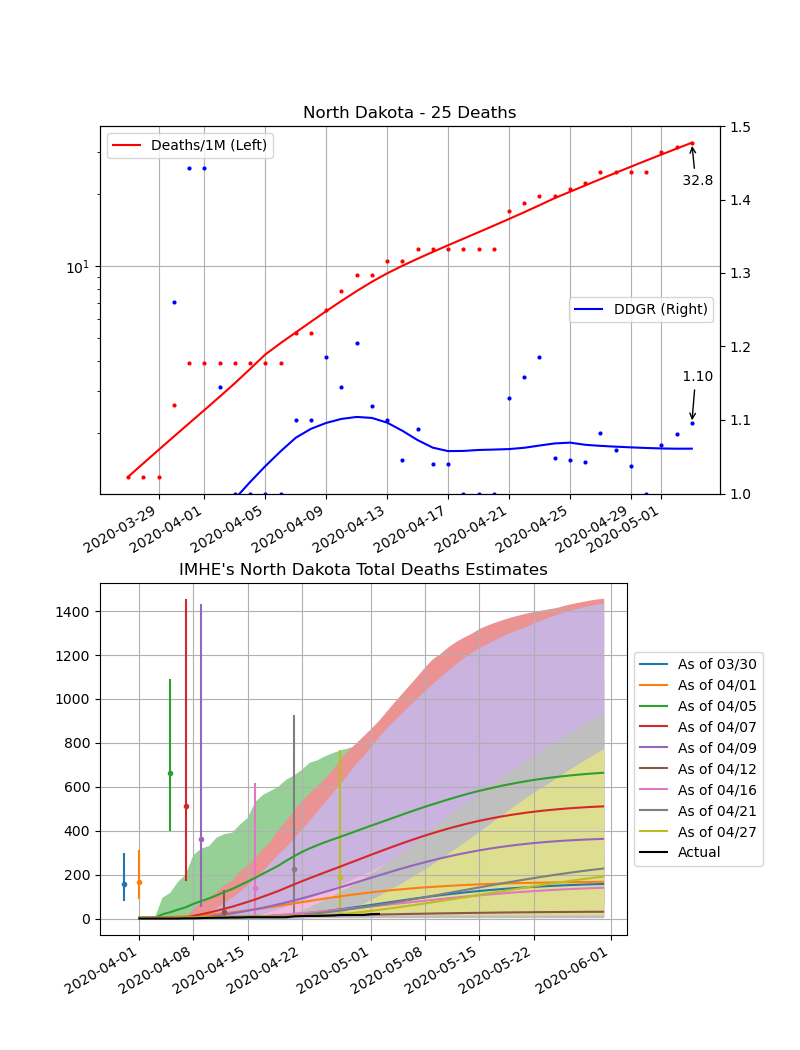 North Dakota - 25 Deaths
Deaths/1M (Left)
DDGR (Right)
32.8
1.10
10¹
1.5
1.4
1.3
1.2
1.1
1.0
2020-03-29
2020-04-01
2020-04-05
2020-04-09
2020-04-13
2020-04-17
2020-04-21
2020-04-25
2020-04-29
2020-05-01
IMHE's North Dakota Total Deaths Estimates
1400
1200
1000
800
600
400
200
0
2020-04-01
2020-04-08
2020-04-15
2020-04-22
2020-05-01
2020-05-08
2020-05-15
2020-05-22
2020-06-01
As of 03/30
As of 04/01
As of 04/05
As of 04/07
As of 04/09
As of 04/12
As of 04/16
As of 04/21
As of 04/27
Actual